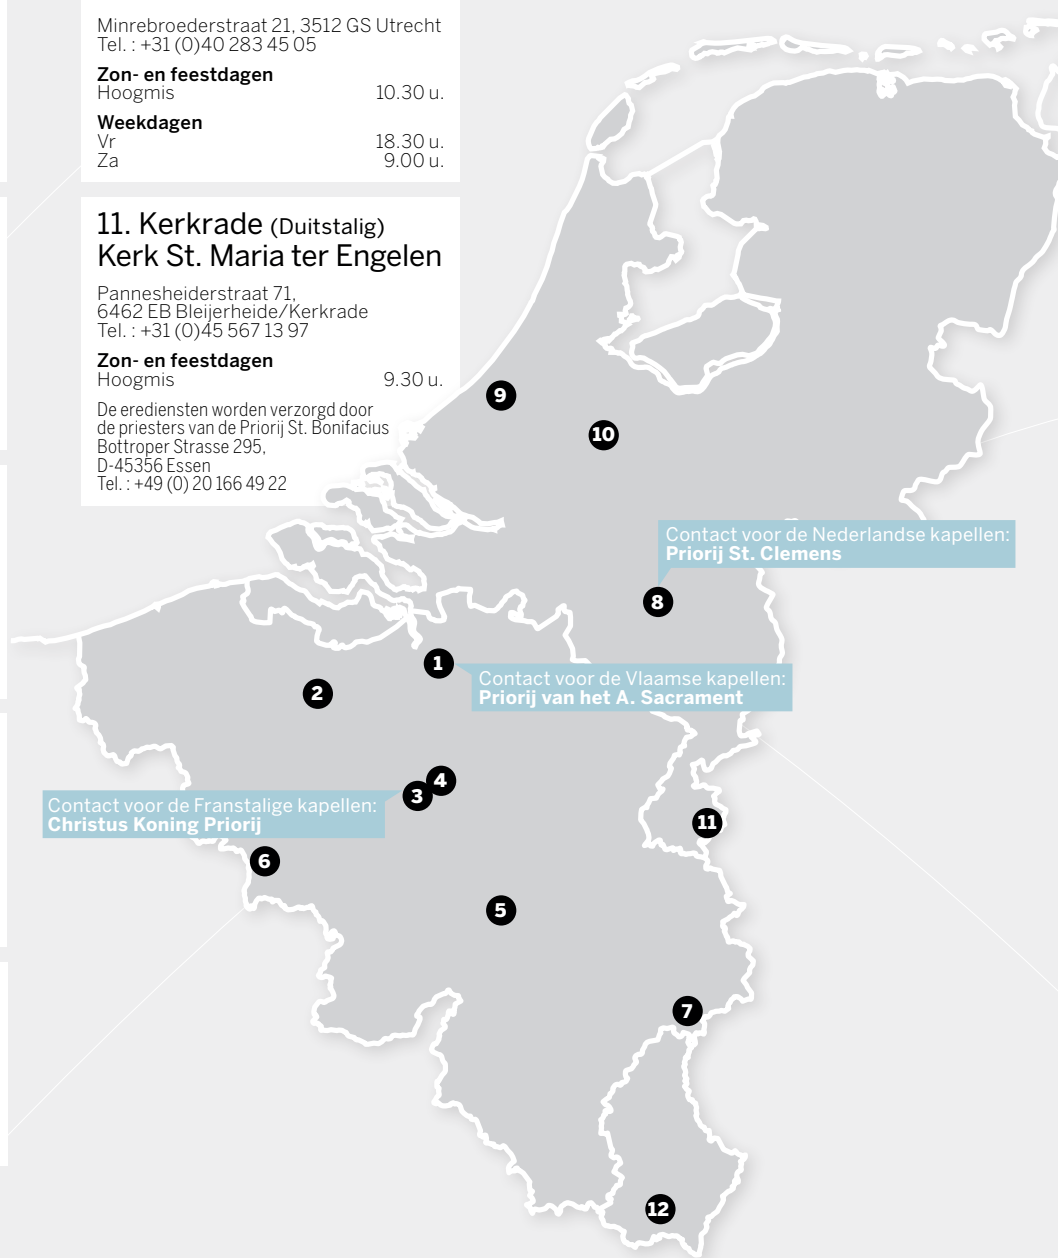 Minrebroederstraat 21, 3512 GS Utrecht
Tel. : +31 (0)40 283 45 05
Zon- en feestdagen
Hoogmis 10.30 u.
Weekdagen
Vr 18.30 u.
Za 9.00 u.
11. Kerkrade (Duitstalig)
Kerk St. Maria ter Engelen
Pannesheiderstraat 71,
6462 EB Bleijerheide/Kerkrade
Tel. : +31 (0)45 567 13 97
Zon- en feestdagen
Hoogmis 9.30 u.
De erediensten worden verzorgd door
de priesters van de Priorij St. Bonifacius
Bottroper Strasse 295,
D-45356 Essen
Tel. : +49 (0) 20 166 49 22
9
10
Contact voor de Nederlandse kapellen:
Priorij St. Clemens
8
1
Contact voor de Vlaamse kapellen:
Priorij van het A. Sacrament
2
4
3
Contact voor de Franstalige kapellen:
Christus Koning Priorij
11
6
5
7
12